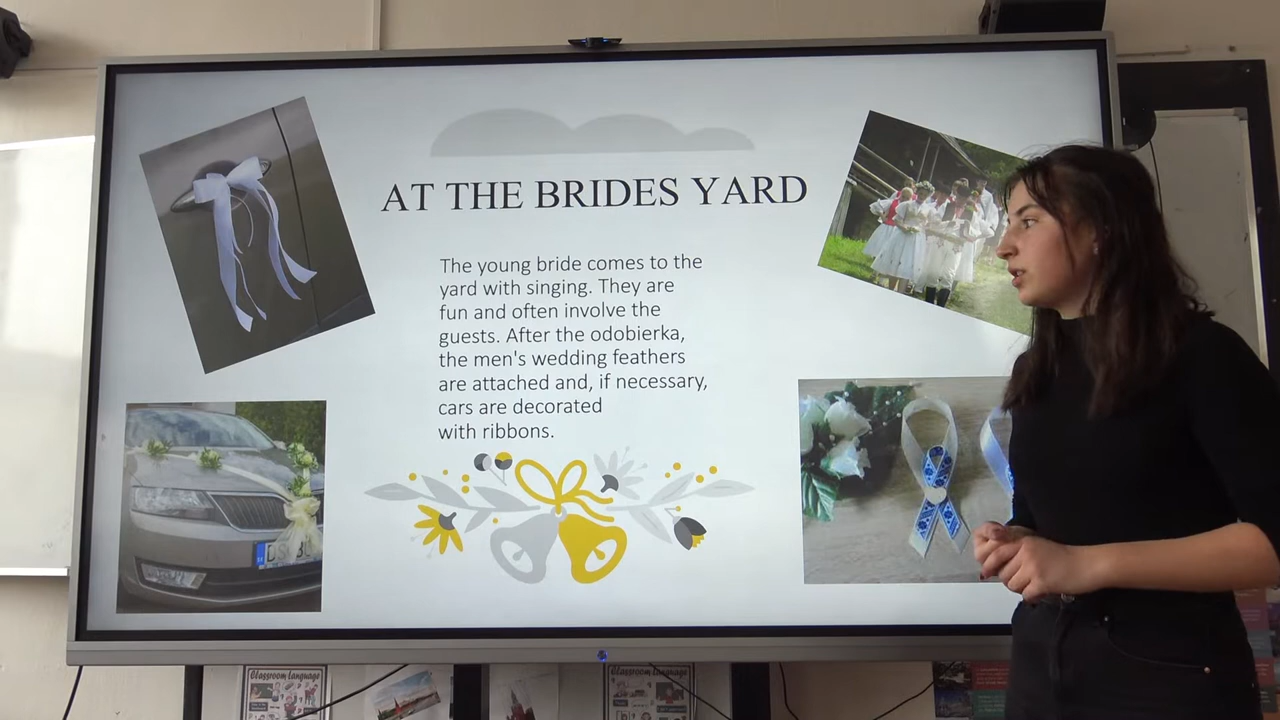 AT THE BRIDES YARD
The young bride comes to the
yard with singing. They are
fun and often involve the
guests. After the odobierka,
the men's wedding feathers
are attached and, if necessary,
cars are decorated
with ribbons.
Classroom Language
Classroom Language